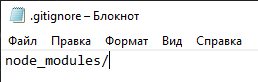 .gitignore – Блокнот
Файл Правка Формат Вид Справка
node_modules/